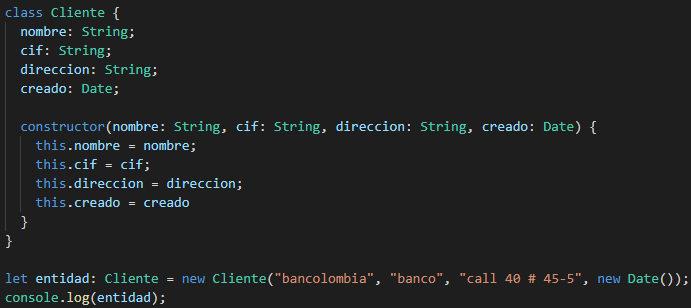 class Cliente {
  nombre: String;
  cif: String;
  direccion: String;
  creado: Date;

  constructor(nombre: String, cif: String, direccion: String, creado: Date) {
    this.nombre = nombre;
    this.cif = cif;
    this.direccion = direccion;
    this.creado = creado
  }
}

let entidad: Cliente = new Cliente("bancolombia", "banco", "call 40 # 45-5", new Date());
console.log(entidad);